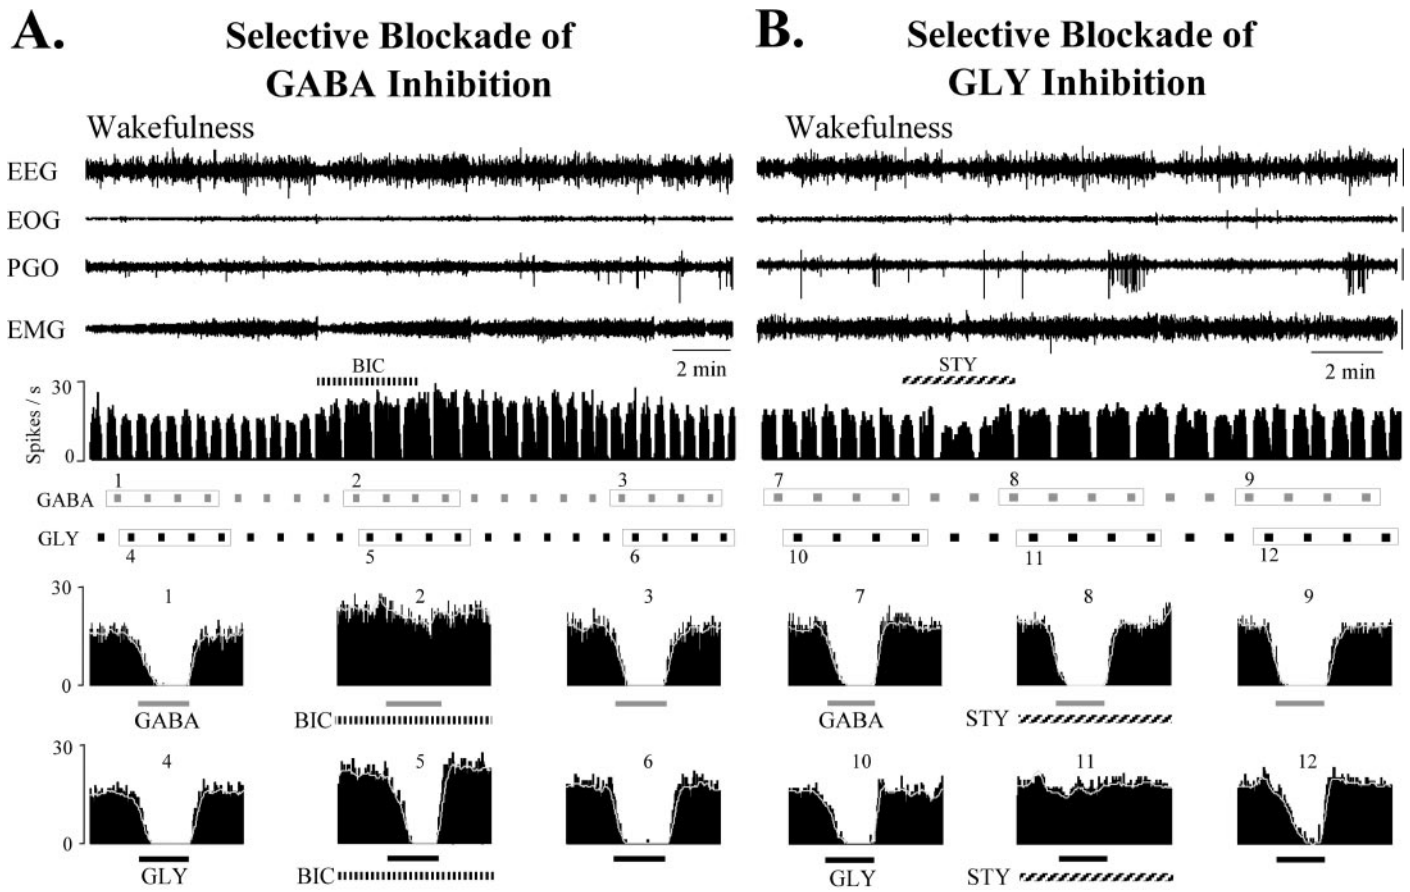 A.
Selective Blockade of
GABA Inhibition
B.
Selective Blockade of
GLY Inhibition
Wakefulness
Wakefulness
EEG
EOG
PGO
EMG
2 min
2 min
BIC
STY
Spikes / s
30
0
1
2
3
7
8
9
GABA
GLY
4
5
6
10
11
12
30
0
1
2
3
7
8
9
GABA
BIC
GABA
STY
30
0
4
5
6
10
11
12
GLY
BIC
GLY
STY